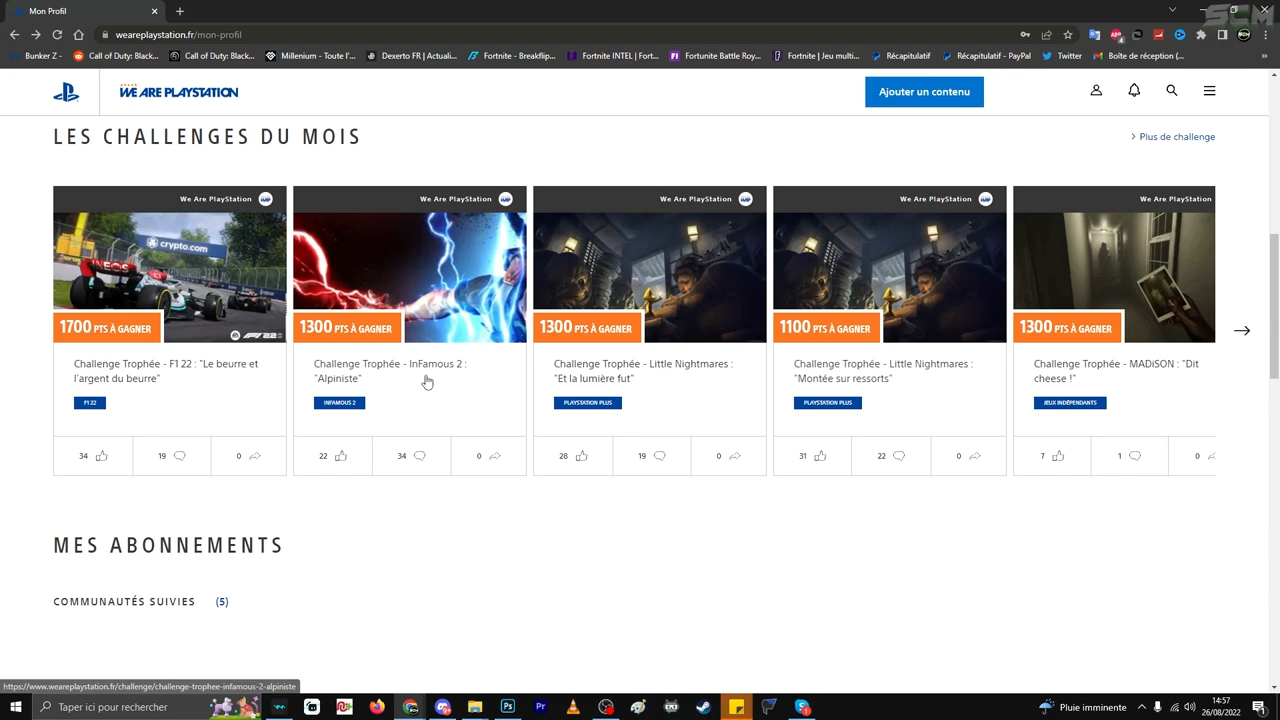 Mon Profil
weareplaystation.fr/mon-profil
Bunker Z -
Call of Duty: Black...
Call of Duty: Black...
Millenium - Toute l'...
Dexerto FR | Actuali...
Fortnite - Breakflip...
Fortnite INTEL | Fort...
Fortunite Battle Roy...
Fortnite | Jeu multi...
Récapitulatif
Récapitulatif - PayPal
Twitter
Boîte de réception (...
»
WE ARE PLAYSTATION
Ajouter un contenu
LES CHALLENGES DU MOIS
Plus de challenge
We Are PlayStation
We Are PlayStation
We Are PlayStation
We Are PlayStation
We Are PlayStation
crypto.com
INEOS
F1 22
1700 PTS À GAGNER
1300 PTS À GAGNER
1300 PTS À GAGNER
1100 PTS À GAGNER
1300 PTS À GAGNER
Challenge Trophée - F1 22 : "Le beurre et
l'argent du beurre"
F1 22
Challenge Trophée - InFamous 2 :
"Alpiniste"
INFAMOUS 2
Challenge Trophée - Little Nightmares :
"Et la lumière fut"
PLAYSTATION PLUS
Challenge Trophée - Little Nightmares :
"Montée sur ressorts"
PLAYSTATION PLUS
Challenge Trophée - MADiSON : "Dit
cheese !"
JEUX INDÉPENDANTS
34 19 0
22 34 0
28 19 0
31 22 0
7 1 0
MES ABONNEMENTS
COMMUNAUTÉS SUIVIES (5)
https://www.weareplaystation.fr/challenge/challenge-trophee-infamous-2-alpiniste
Taper ici pour rechercher
Pluie imminente
14:57
26/08/2022